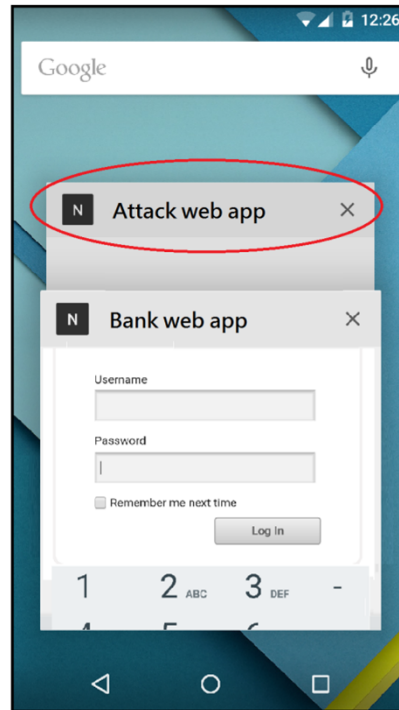 12:26
Google
N Attack web app ×
N Bank web app ×
Username
Password
Remember me next time
Log In
1 2 ABC 3 DEF -